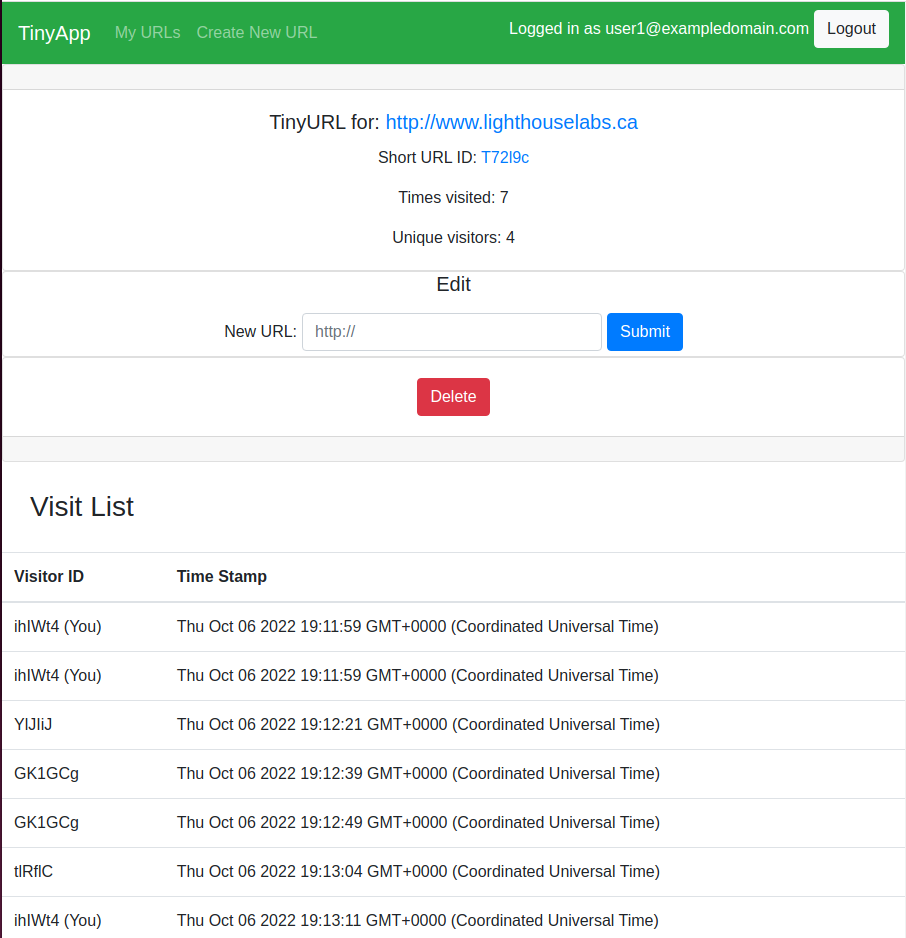 TinyApp My URLs Create New URL Logged in as user1@exampledomain.com Logout
TinyURL for: http://www.lighthouselabs.ca
Short URL ID: T72l9c
Times visited: 7
Unique visitors: 4
Edit
New URL: http:// Submit
Delete
Visit List
Visitor ID Time Stamp
ihIWt4 (You) Thu Oct 06 2022 19:11:59 GMT+0000 (Coordinated Universal Time)
ihIWt4 (You) Thu Oct 06 2022 19:11:59 GMT+0000 (Coordinated Universal Time)
YlJIiJ Thu Oct 06 2022 19:12:21 GMT+0000 (Coordinated Universal Time)
GK1GCg Thu Oct 06 2022 19:12:39 GMT+0000 (Coordinated Universal Time)
GK1GCg Thu Oct 06 2022 19:12:49 GMT+0000 (Coordinated Universal Time)
tlRflC Thu Oct 06 2022 19:13:04 GMT+0000 (Coordinated Universal Time)
ihIWt4 (You) Thu Oct 06 2022 19:13:11 GMT+0000 (Coordinated Universal Time)